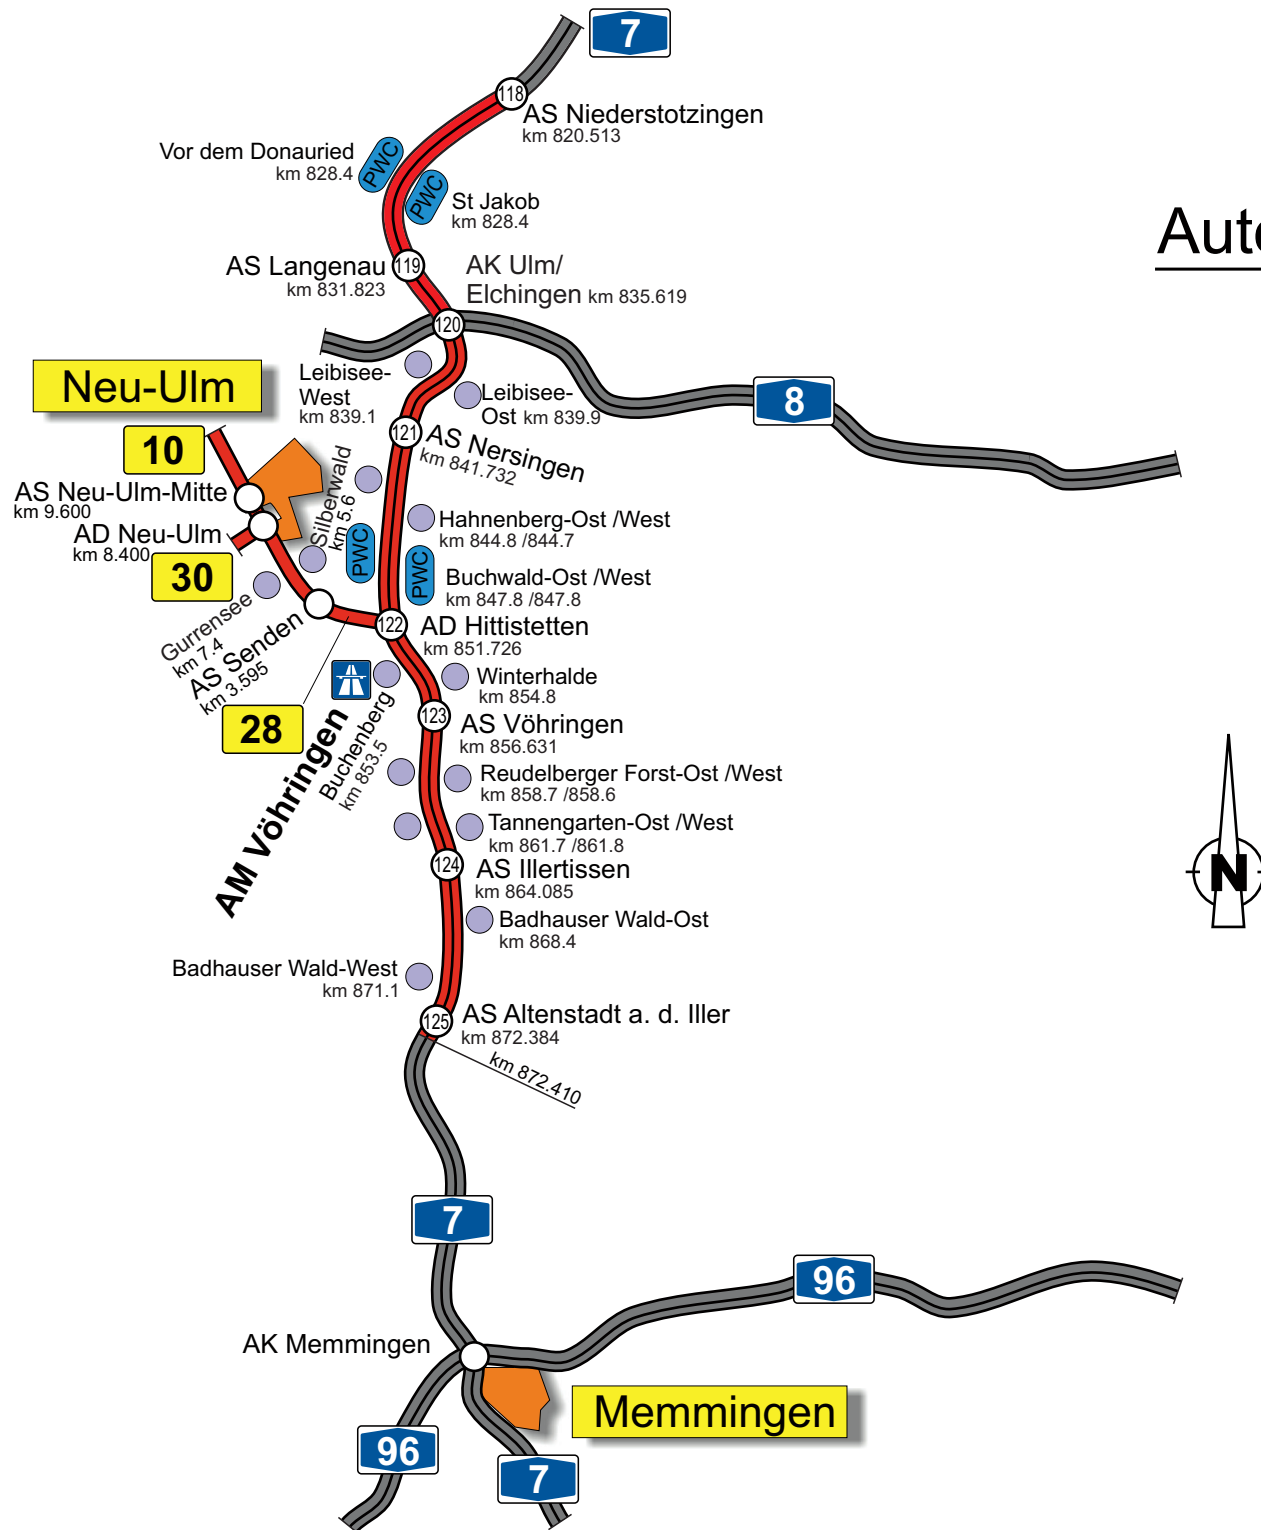 7
118
AS Niederstotzingen
km 820.513
Vor dem Donauried
km 828.4
PWC
PWC
St Jakob
km 828.4
Auto
AS Langenau
km 831.823
119
AK Ulm/
Elchingen km 835.619
120
Neu-Ulm
Leibisee-
West
km 839.1
Leibisee-
Ost km 839.9
8
121
AS Nersingen
km 841.732
10
AS Neu-Ulm-Mitte
km 9.600
AD Neu-Ulm
km 8.400
30
Silberwald
km 5.6
PWC
PWC
Hahnenberg-Ost /West
km 844.8 /844.7
Buchwald-Ost /West
km 847.8 /847.8
Gurrensee
km 7.4
AS Senden
km 3.595
122
AD Hittistetten
km 851.726
28
Winterhalde
km 854.8
AM Vöhringen
Buchenberg
km 853.5
123
AS Vöhringen
km 856.631
Reudelberger Forst-Ost /West
km 858.7 /858.6
Tannengarten-Ost /West
km 861.7 /861.8
124
AS Illertissen
km 864.085
N
Badhauser Wald-Ost
km 868.4
Badhauser Wald-West
km 871.1
125
AS Altenstadt a. d. Iller
km 872.384
km 872.410
7
96
AK Memmingen
Memmingen
96
7